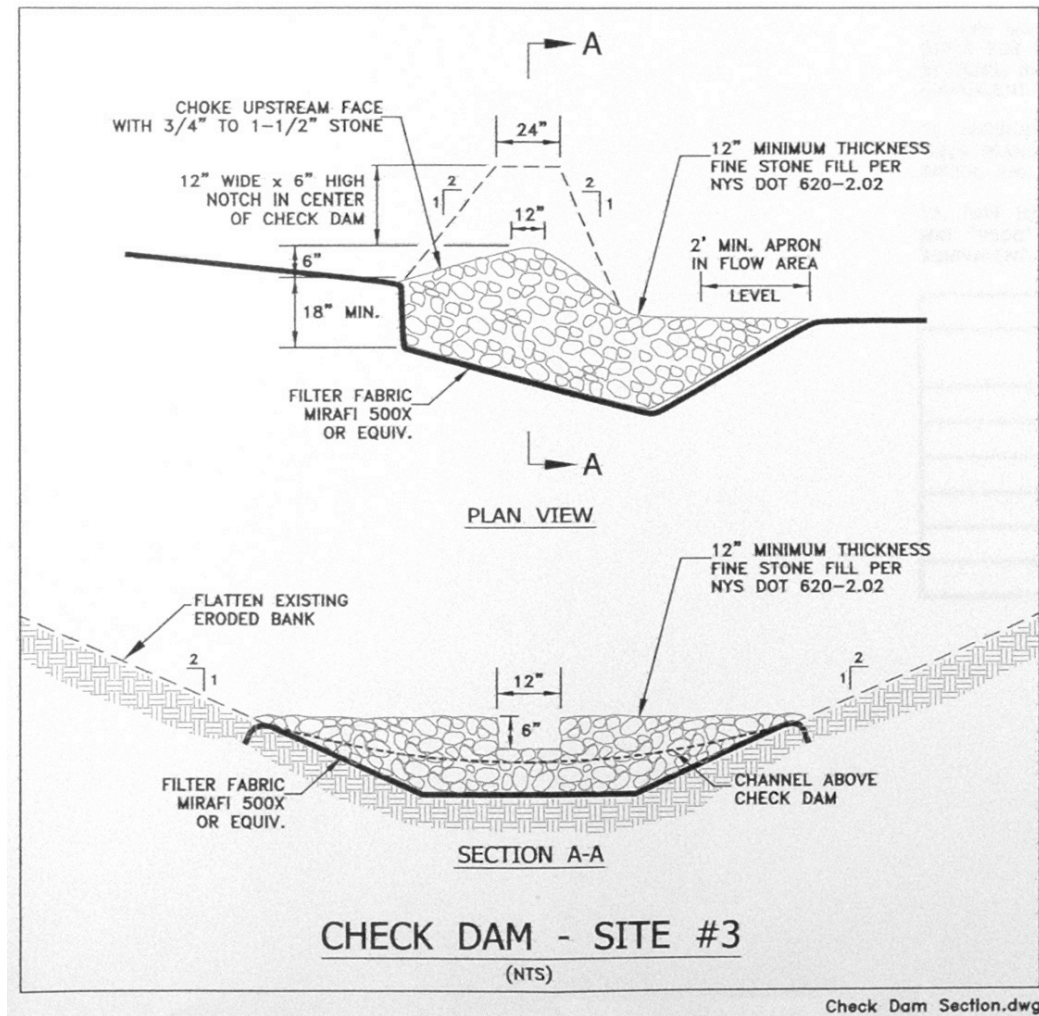 A
CHOKE UPSTREAM FACE
WITH 3/4" TO 1-1/2" STONE
24"
12" MINIMUM THICKNESS
FINE STONE FILL PER
NYS DOT 620-2.02
12" WIDE x 6" HIGH
NOTCH IN CENTER
OF CHECK DAM
2
1
2
1
12"
6"
2' MIN. APRON
IN FLOW AREA
LEVEL
18" MIN.
FILTER FABRIC
MIRAFI 500X
OR EQUIV.
A
PLAN VIEW
12" MINIMUM THICKNESS
FINE STONE FILL PER
NYS DOT 620-2.02
FLATTEN EXISTING
ERODED BANK
2
1
12"
2
1
6"
FILTER FABRIC
MIRAFI 500X
OR EQUIV.
CHANNEL ABOVE
CHECK DAM
SECTION A-A
CHECK DAM - SITE #3
(NTS)
Check Dam Section.dwg